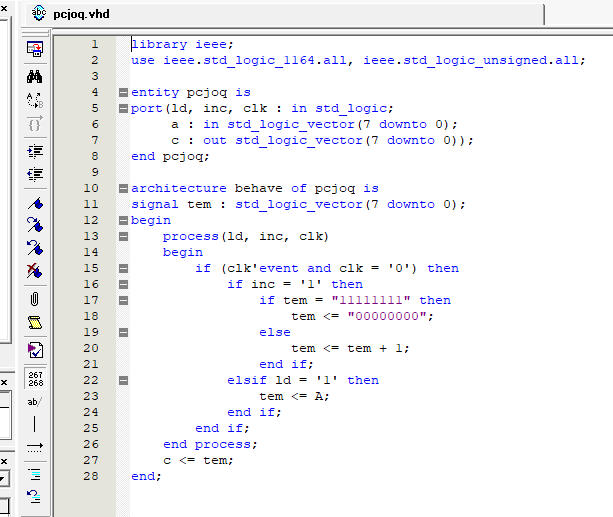 pcjoq.vhd
1 library ieee;
2 use ieee.std_logic_1164.all, ieee.std_logic_unsigned.all;
3
4 entity pcjoq is
5 port(ld, inc, clk : in std_logic;
6 a : in std_logic_vector(7 downto 0);
7 c : out std_logic_vector(7 downto 0));
8 end pcjoq;
9
10 architecture behave of pcjoq is
11 signal tem : std_logic_vector(7 downto 0);
12 begin
13 process(ld, inc, clk)
14 begin
15 if (clk'event and clk = '0') then
16 if inc = '1' then
17 if tem = "11111111" then
18 tem <= "00000000";
19 else
20 tem <= tem + 1;
21 end if;
22 elsif ld = '1' then
23 tem <= A;
24 end if;
25 end if;
26 end process;
27 c <= tem;
28 end;
abc
A
B
{}
267
268
ab/